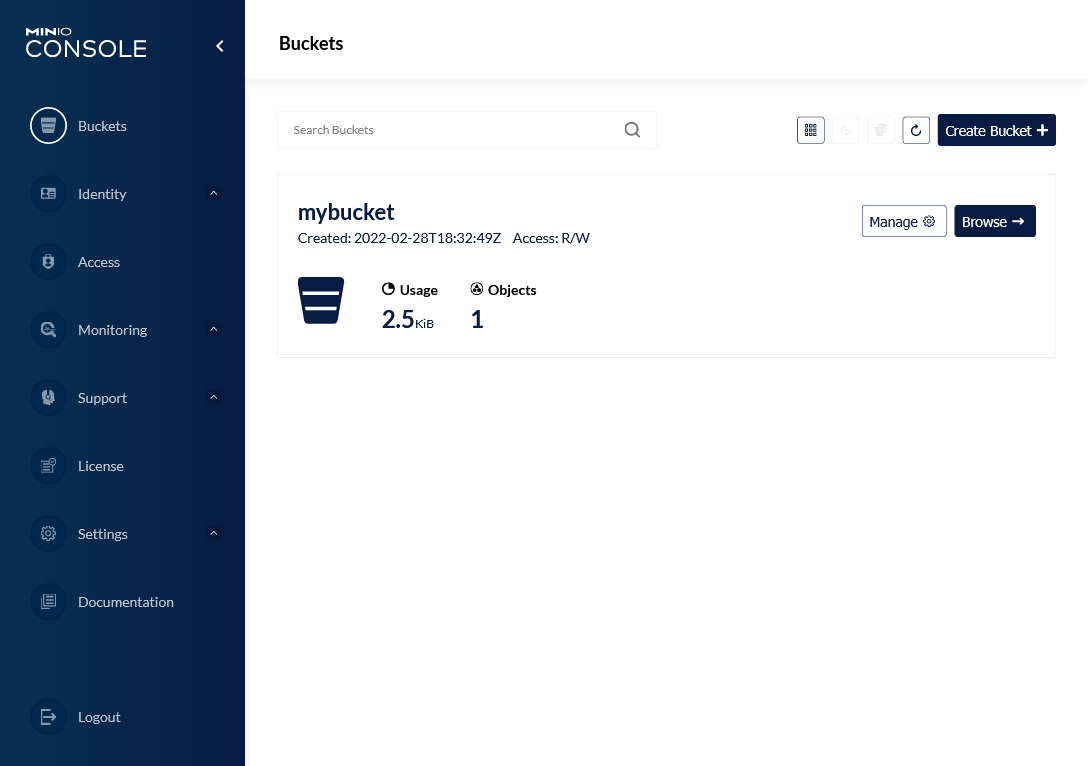 MINIO
CONSOLE
Buckets
Identity
Access
Monitoring
Support
License
Settings
Documentation
Logout
Buckets
Search Buckets
Create Bucket
mybucket
Created: 2022-02-28T18:32:49Z Access: R/W
Manage
Browse
Usage
2.5KiB
Objects
1